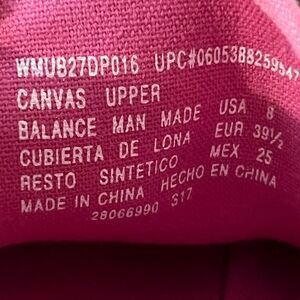 WMUB27DP016 UPC#060538825954
CANVAS UPPER
BALANCE MAN MADE USA 8
CUBIERTA DE LONA EUR 39½
RESTO SINTETICO MEX 25
MADE IN CHINA HECHO EN CHINA
28066990 317